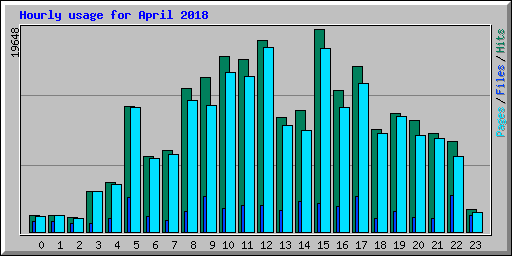 Hourly usage for April 2018
19648
Pages/Files/Hits
0 1 2 3 4 5 6 7 8 9 10 11 12 13 14 15 16 17 18 19 20 21 22 23